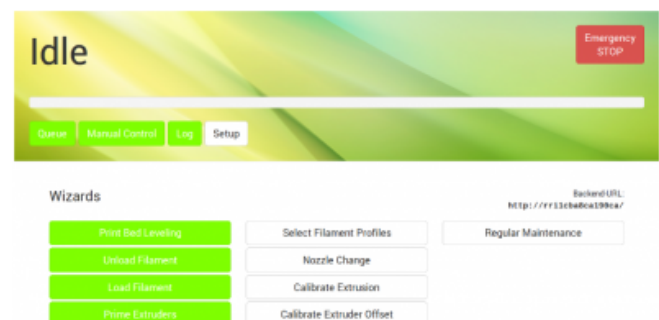 Idle
Emergency
STOP
Queue
Manual Control
Log
Setup
Wizards
Backend-URL:
Print Bed Leveling
Select Filament Profiles
Regular Maintenance
Unload Filament
Nozzle Change
Load Filament
Calibrate Extrusion
Prime Extruders
Calibrate Extruder Offset